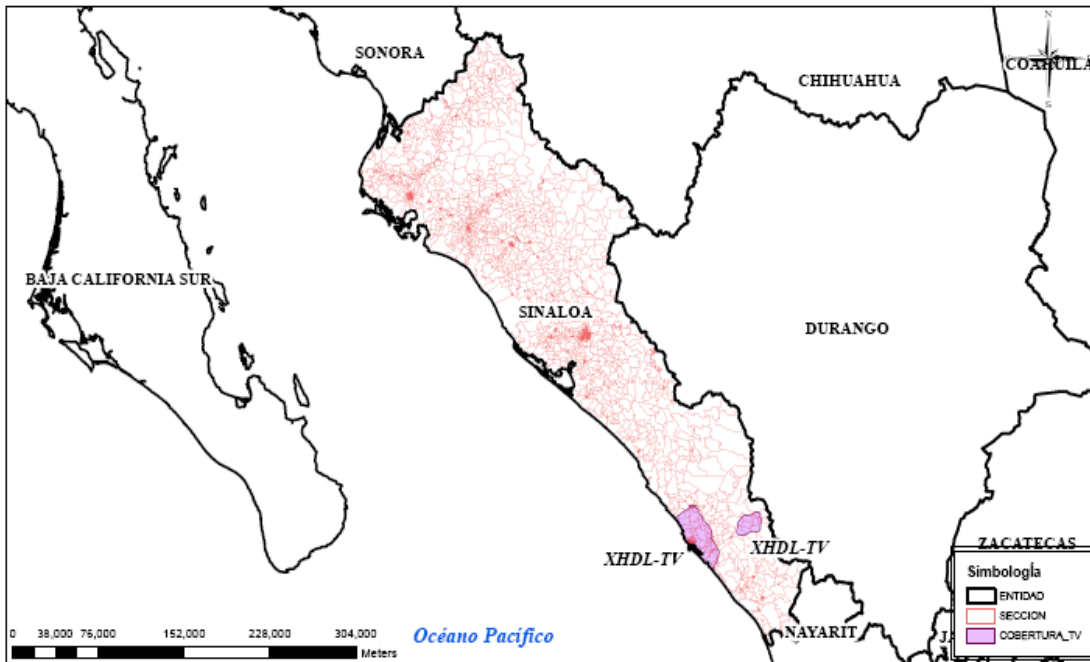 N
SONORA
COAHUILA
CHIHUAHUA
S
BAJA CALIFORNIA SUR
SINALOA
DURANGO
XHDL-TV
XHDL-TV
ZACATECAS
Simbología
ENTIDAD
SECCION
COBERTURA_TV
NAYARIT
JA
0 38,000 76,000 152,000 228,000 304,000
Meters
Océano Pacífico